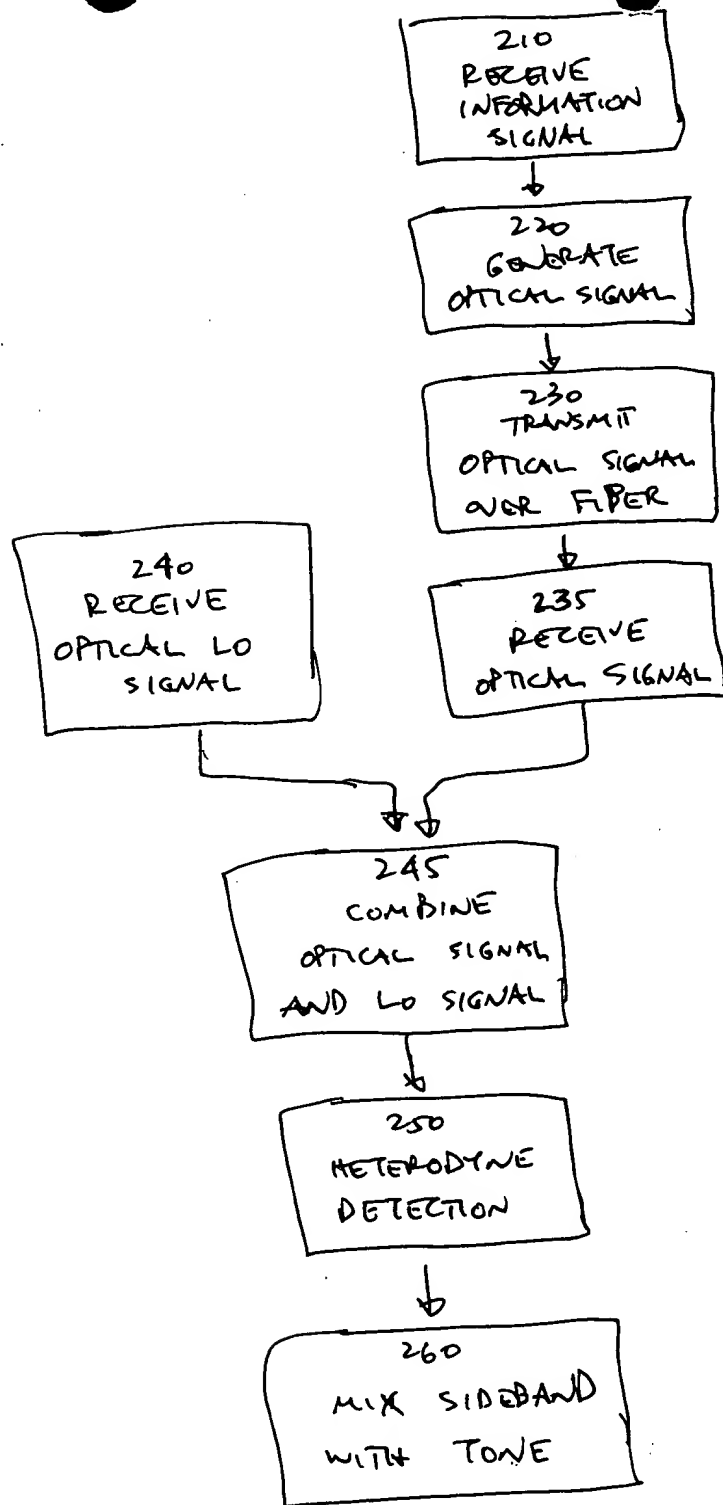 210
RECEIVE
INFORMATION
SIGNAL
220
GENERATE
OPTICAL SIGNAL
230
TRANSMIT
OPTICAL SIGNAL
OVER FIBER
240
RECEIVE
OPTICAL LO
SIGNAL
235
RECEIVE
OPTICAL SIGNAL
245
COMBINE
OPTICAL SIGNAL
AND LO SIGNAL
250
HETERODYNE
DETECTION
260
MIX SIDEBAND
WITH TONE